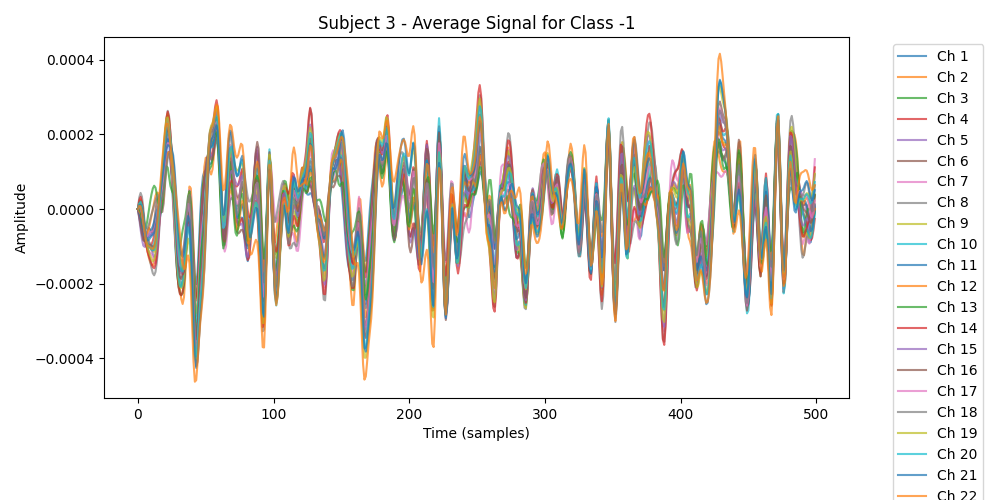 Subject 3 - Average Signal for Class -1
Amplitude
0.0004
0.0002
0.0000
−0.0002
−0.0004
0 100 200 300 400 500
Time (samples)
Ch 1
Ch 2
Ch 3
Ch 4
Ch 5
Ch 6
Ch 7
Ch 8
Ch 9
Ch 10
Ch 11
Ch 12
Ch 13
Ch 14
Ch 15
Ch 16
Ch 17
Ch 18
Ch 19
Ch 20
Ch 21
Ch 22